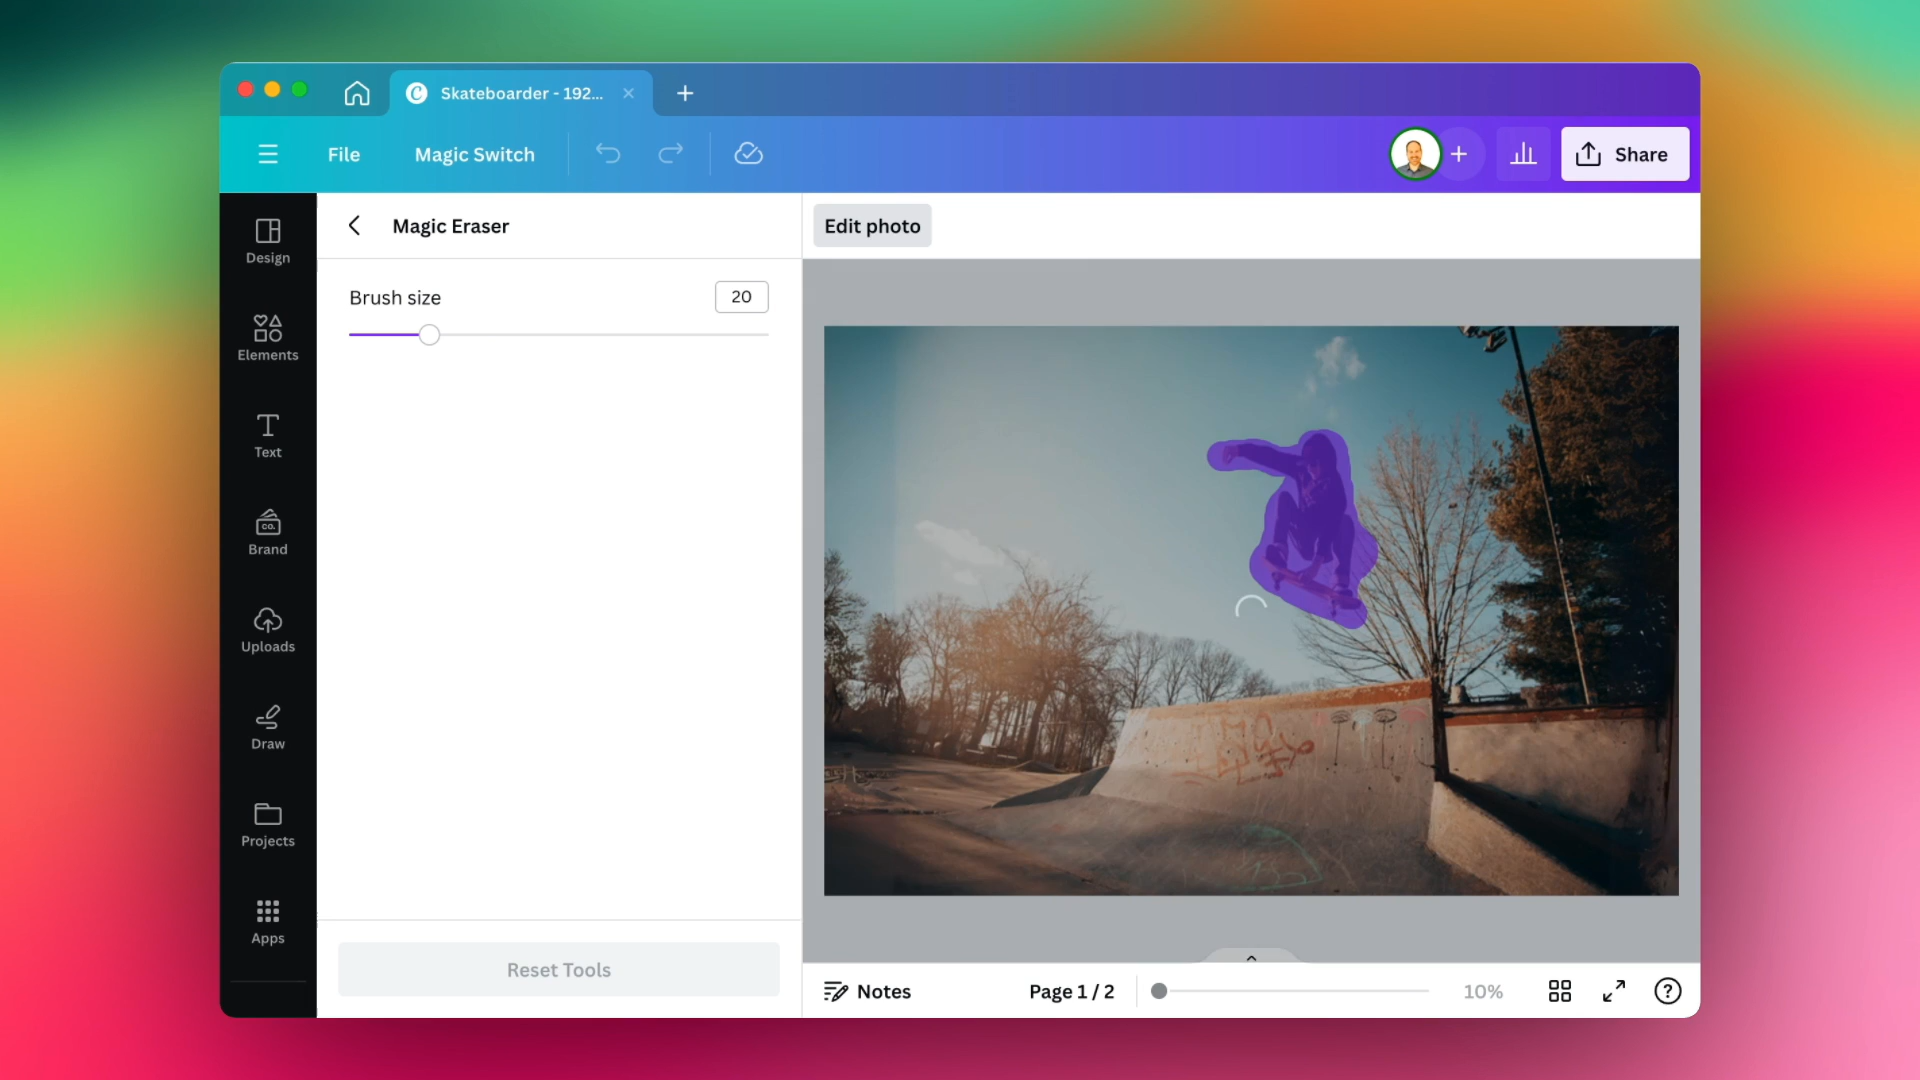 Skateboarder - 192...
File
Magic Switch
Share
Design
Elements
Text
CO.
Brand
Uploads
Draw
Projects
Apps
Magic Eraser
Brush size
20
Reset Tools
Edit photo
Notes
Page 1 / 2
10%